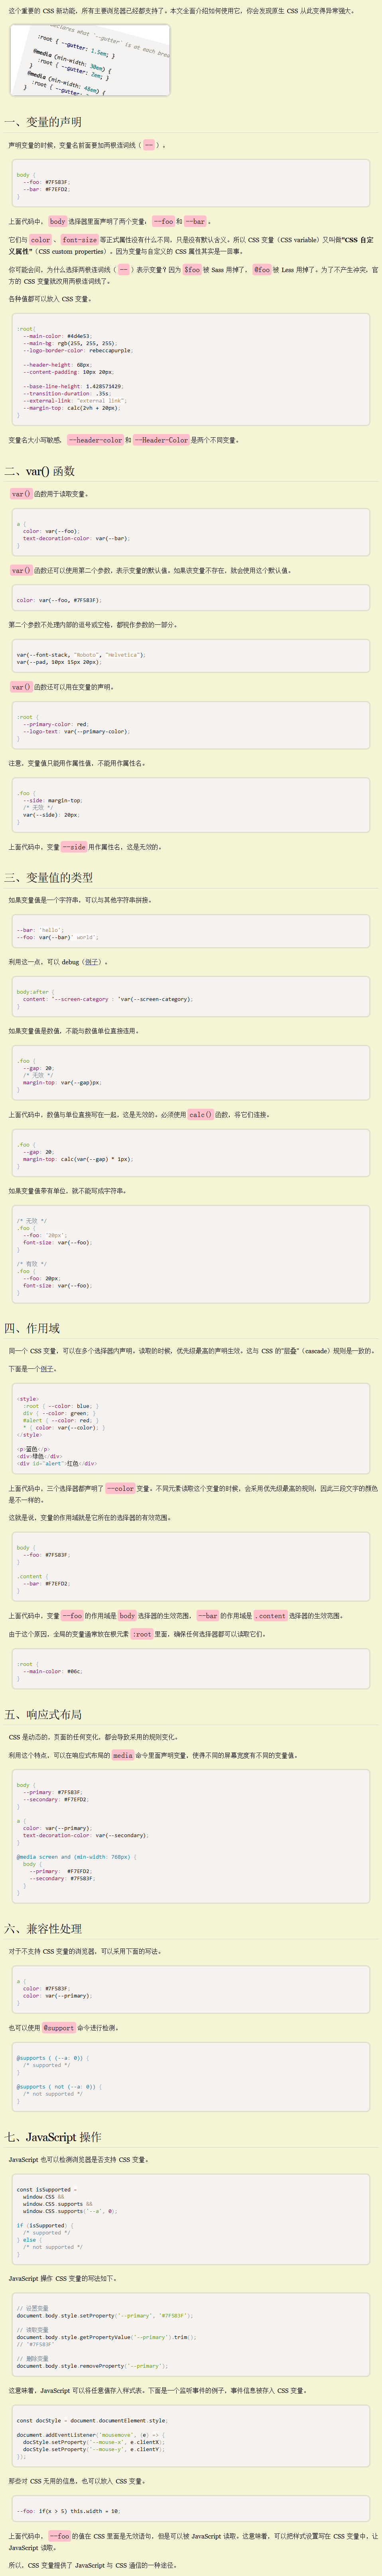 这个重要的 CSS 新功能，所有主要浏览器已经都支持了。本文全面介绍如何使用它，你会发现原生 CSS 从此变得异常强大。
:root { --gutter: 1.5em; }
@media (min-width: 30em) {
:root { --gutter: 2em; }
}
@media (min-width: 48em) {
:root { --gutter:
一、变量的声明
声明变量的时候，变量名前面要加两根连词线（ -- ）。
body {
--foo: #7F583F;
--bar: #F7EFD2;
}
上面代码中， body 选择器里面声明了两个变量： --foo 和 --bar 。
它们与 color 、 font-size 等正式属性没有什么不同，只是没有默认含义。所以 CSS 变量（CSS variable）又叫做"CSS 自定
义属性"（CSS custom properties）。因为变量与自定义的 CSS 属性其实是一回事。
你可能会问，为什么选择两根连词线（ -- ）表示变量？因为 $foo 被 Sass 用掉了， @foo 被 Less 用掉了。为了不产生冲突，官
方的 CSS 变量就改用两根连词线了。
各种值都可以放入 CSS 变量。
:root{
--main-color: #4d4e53;
--main-bg: rgb(255, 255, 255);
--logo-border-color: rebeccapurple;
--header-height: 68px;
--content-padding: 10px 20px;
--base-line-height: 1.428571429;
--transition-duration: .35s;
--external-link: "external link";
--margin-top: calc(2vh + 20px);
}
变量名大小写敏感， --header-color 和 --Header-Color 是两个不同变量。
二、var() 函数
var() 函数用于读取变量。
a {
color: var(--foo);
text-decoration-color: var(--bar);
}
var() 函数还可以使用第二个参数，表示变量的默认值。如果该变量不存在，就会使用这个默认值。
color: var(--foo, #7F583F);
第二个参数不处理内部的逗号或空格，都视作参数的一部分。
var(--font-stack, "Roboto", "Helvetica");
var(--pad, 10px 15px 20px);
var() 函数还可以用在变量的声明。
:root {
--primary-color: red;
--logo-text: var(--primary-color);
}
注意，变量值只能用作属性值，不能用作属性名。
.foo {
--side: margin-top;
/* 无效 */
var(--side): 20px;
}
上面代码中，变量 --side 用作属性名，这是无效的。
三、变量值的类型
如果变量值是一个字符串，可以与其他字符串拼接。
--bar: 'hello';
--foo: var(--bar)' world';
利用这一点，可以 debug（例子）。
body:after {
content: '--screen-category : 'var(--screen-category);
}
如果变量值是数值，不能与数值单位直接连用。
.foo {
--gap: 20;
/* 无效 */
margin-top: var(--gap)px;
}
上面代码中，数值与单位直接写在一起，这是无效的。必须使用 calc() 函数，将它们连接。
.foo {
--gap: 20;
margin-top: calc(var(--gap) * 1px);
}
如果变量值带有单位，就不能写成字符串。
/* 无效 */
.foo {
--foo: '20px';
font-size: var(--foo);
}
/* 有效 */
.foo {
--foo: 20px;
font-size: var(--foo);
}
四、作用域
同一个 CSS 变量，可以在多个选择器内声明。读取的时候，优先级最高的声明生效。这与 CSS 的"层叠"（cascade）规则是一致的。
下面是一个例子。
<style>
:root { --color: blue; }
div { --color: green; }
#alert { --color: red; }
* { color: var(--color); }
</style>
<p>蓝色</p>
<div>绿色</div>
<div id="alert">红色</div>
上面代码中，三个选择器都声明了 --color 变量。不同元素读取这个变量的时候，会采用优先级最高的规则，因此三段文字的颜色
是不一样的。
这就是说，变量的作用域就是它所在的选择器的有效范围。
body {
--foo: #7F583F;
}
.content {
--bar: #F7EFD2;
}
上面代码中，变量 --foo 的作用域是 body 选择器的生效范围， --bar 的作用域是 .content 选择器的生效范围。
由于这个原因，全局的变量通常放在根元素 :root 里面，确保任何选择器都可以读取它们。
:root {
--main-color: #06c;
}
五、响应式布局
CSS 是动态的，页面的任何变化，都会导致采用的规则变化。
利用这个特点，可以在响应式布局的 media 命令里面声明变量，使得不同的屏幕宽度有不同的变量值。
body {
--primary: #7F583F;
--secondary: #F7EFD2;
}
a {
color: var(--primary);
text-decoration-color: var(--secondary);
}
@media screen and (min-width: 768px) {
body {
--primary: #F7EFD2;
--secondary: #7F583F;
}
}
六、兼容性处理
对于不支持 CSS 变量的浏览器，可以采用下面的写法。
a {
color: #7F583F;
color: var(--primary);
}
也可以使用 @support 命令进行检测。
@supports ( (--a: 0)) {
/* supported */
}
@supports ( not (--a: 0)) {
/* not supported */
}
七、JavaScript 操作
JavaScript 也可以检测浏览器是否支持 CSS 变量。
const isSupported =
window.CSS &&
window.CSS.supports &&
window.CSS.supports('--a', 0);
if (isSupported) {
/* supported */
} else {
/* not supported */
}
JavaScript 操作 CSS 变量的写法如下。
// 设置变量
document.body.style.setProperty('--primary', '#7F583F');
// 读取变量
document.body.style.getPropertyValue('--primary').trim();
// '#7F583F'
// 删除变量
document.body.style.removeProperty('--primary');
这意味着，JavaScript 可以将任意值存入样式表。下面是一个监听事件的例子，事件信息被存入 CSS 变量。
const docStyle = document.documentElement.style;
document.addEventListener('mousemove', (e) => {
docStyle.setProperty('--mouse-x', e.clientX);
docStyle.setProperty('--mouse-y', e.clientY);
});
那些对 CSS 无用的信息，也可以放入 CSS 变量。
--foo: if(x > 5) this.width = 10;
上面代码中， --foo 的值在 CSS 里面是无效语句，但是可以被 JavaScript 读取。这意味着，可以把样式设置写在 CSS 变量中，让
JavaScript 读取。
所以，CSS 变量提供了 JavaScript 与 CSS 通信的一种途径。